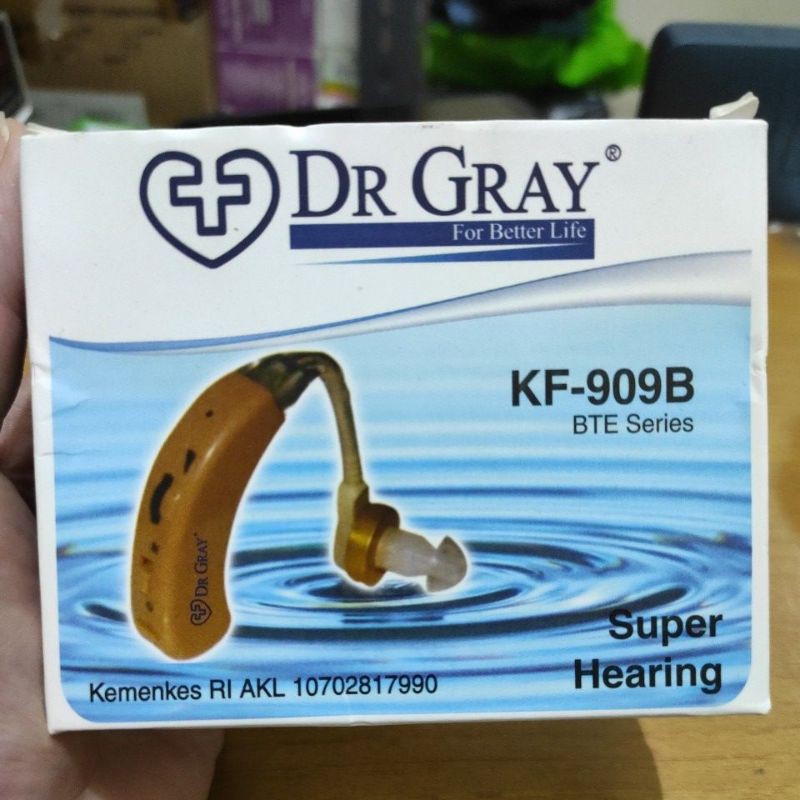 DR GRAY®
For Better Life
KF-909B
BTE Series
DR GRAY
Super
Hearing
Kemenkes RI AKL 10702817990